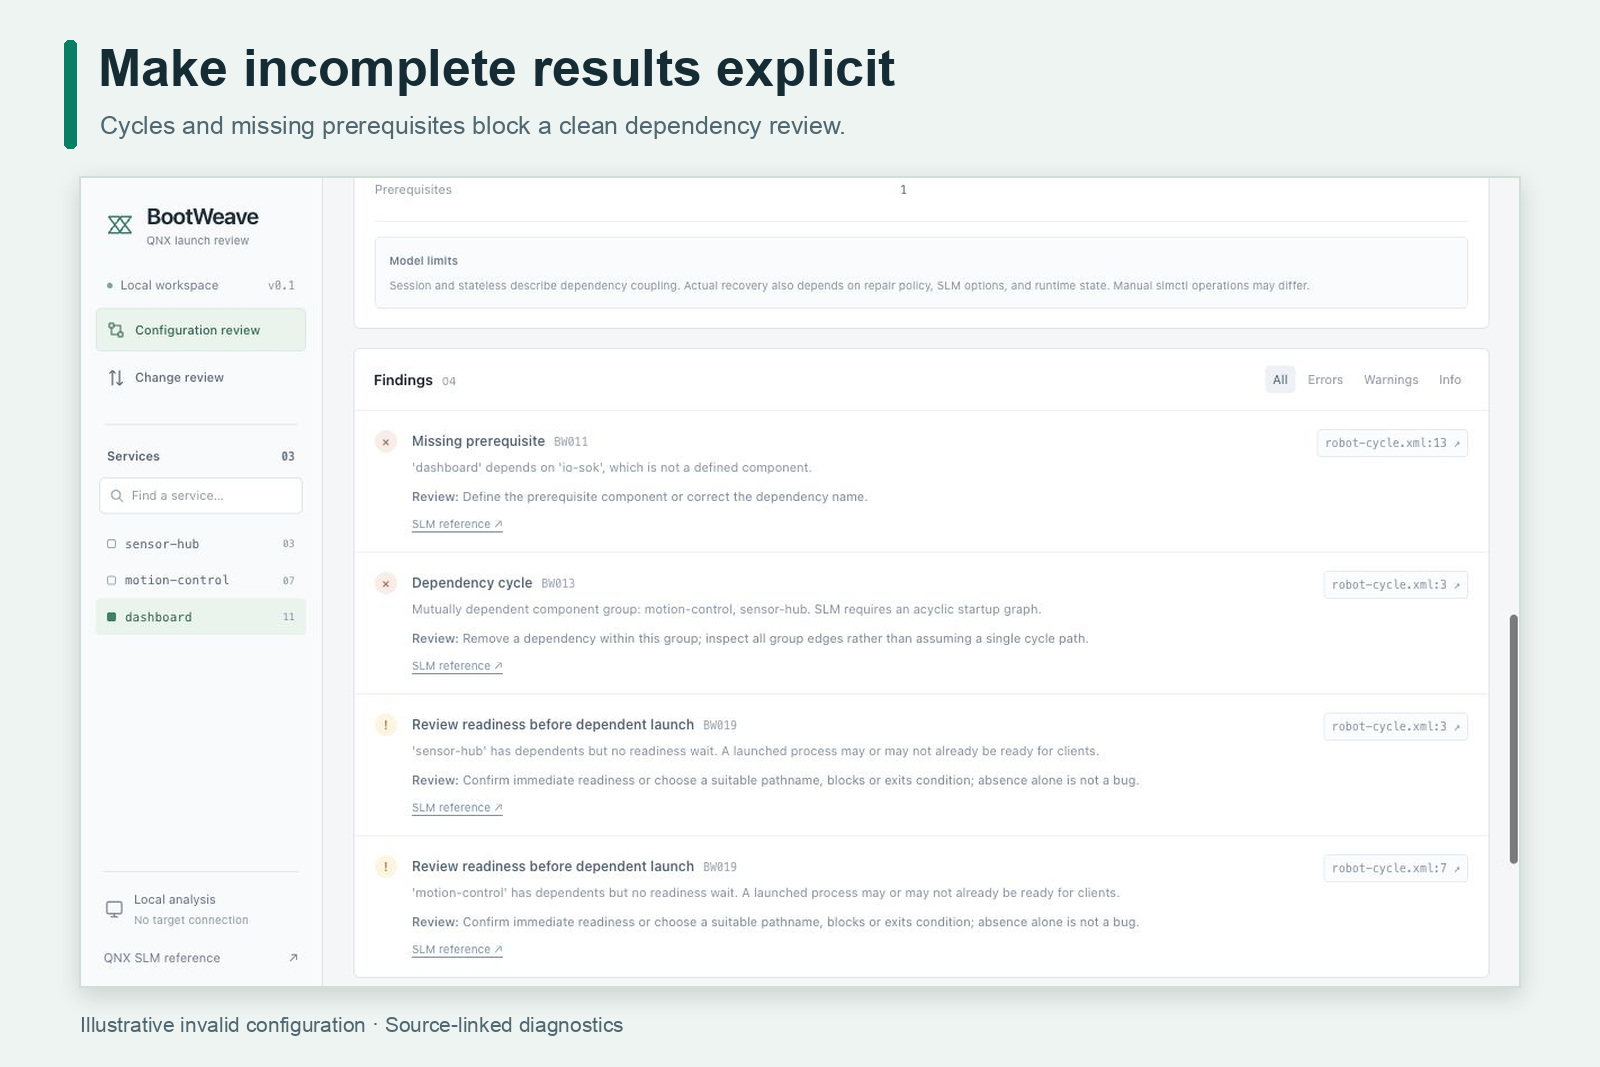 Make incomplete results explicit
Cycles and missing prerequisites block a clean dependency review.
BootWeave
QNX launch review
Local workspace v0.1
Configuration review
Change review
Services 03
Find a service...
sensor-hub 03
motion-control 07
dashboard 11
Local analysis
No target connection
QNX SLM reference ↗
Prerequisites 1
Model limits
Session and stateless describe dependency coupling. Actual recovery also depends on repair policy, SLM options, and runtime state. Manual slmctl operations may differ.
Findings 04 All Errors Warnings Info
× Missing prerequisite BW011 robot-cycle.xml:13 ↗
'dashboard' depends on 'io-sok', which is not a defined component.
Review: Define the prerequisite component or correct the dependency name.
SLM reference ↗
× Dependency cycle BW013 robot-cycle.xml:3 ↗
Mutually dependent component group: motion-control, sensor-hub. SLM requires an acyclic startup graph.
Review: Remove a dependency within this group; inspect all group edges rather than assuming a single cycle path.
SLM reference ↗
! Review readiness before dependent launch BW019 robot-cycle.xml:3 ↗
'sensor-hub' has dependents but no readiness wait. A launched process may or may not already be ready for clients.
Review: Confirm immediate readiness or choose a suitable pathname, blocks or exits condition; absence alone is not a bug.
SLM reference ↗
! Review readiness before dependent launch BW019 robot-cycle.xml:7 ↗
'motion-control' has dependents but no readiness wait. A launched process may or may not already be ready for clients.
Review: Confirm immediate readiness or choose a suitable pathname, blocks or exits condition; absence alone is not a bug.
SLM reference ↗
Illustrative invalid configuration · Source-linked diagnostics